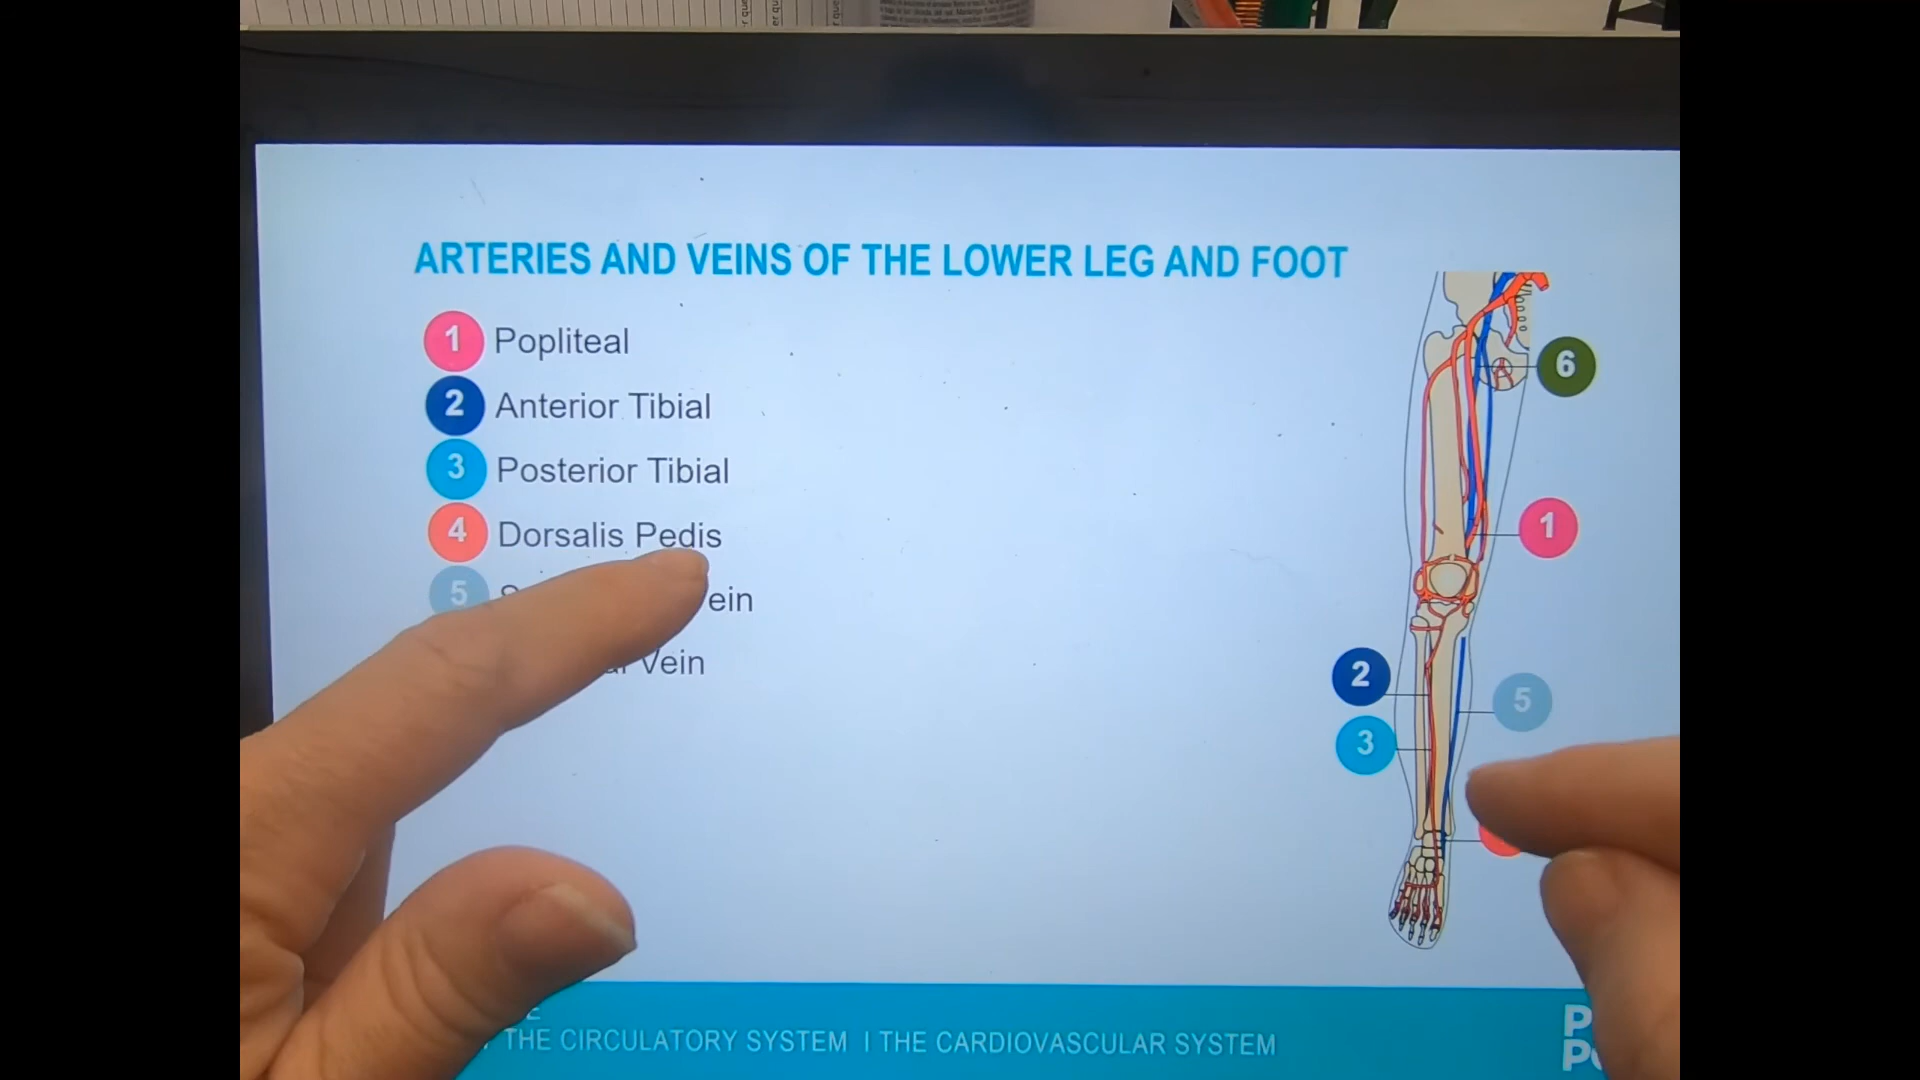 ARTERIES AND VEINS OF THE LOWER LEG AND FOOT
1 Popliteal
2 Anterior Tibial
3 Posterior Tibial
4 Dorsalis Pedis
5
Vein
6
1
2
5
3
THE CIRCULATORY SYSTEM I THE CARDIOVASCULAR SYSTEM